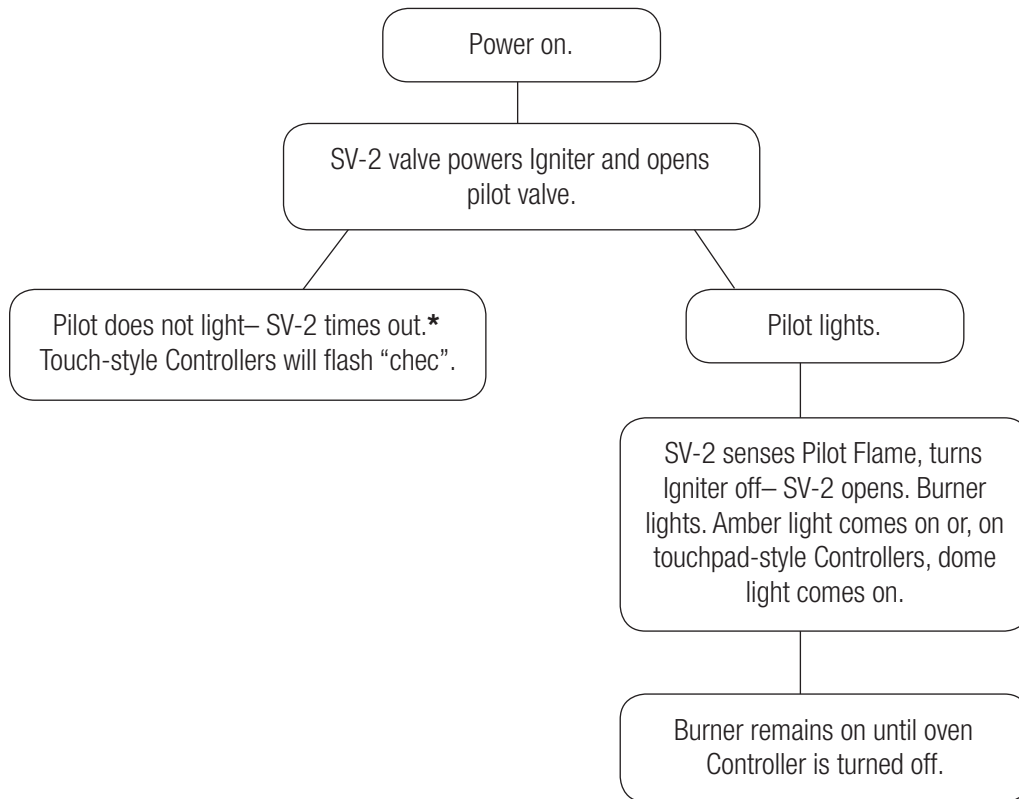 Power on.
SV-2 valve powers Igniter and opens
pilot valve.
Pilot does not light– SV-2 times out.*
Touch-style Controllers will flash “chec”.
Pilot lights.
SV-2 senses Pilot Flame, turns
Igniter off– SV-2 opens. Burner
lights. Amber light comes on or, on
touchpad-style Controllers, dome
light comes on.
Burner remains on until oven
Controller is turned off.